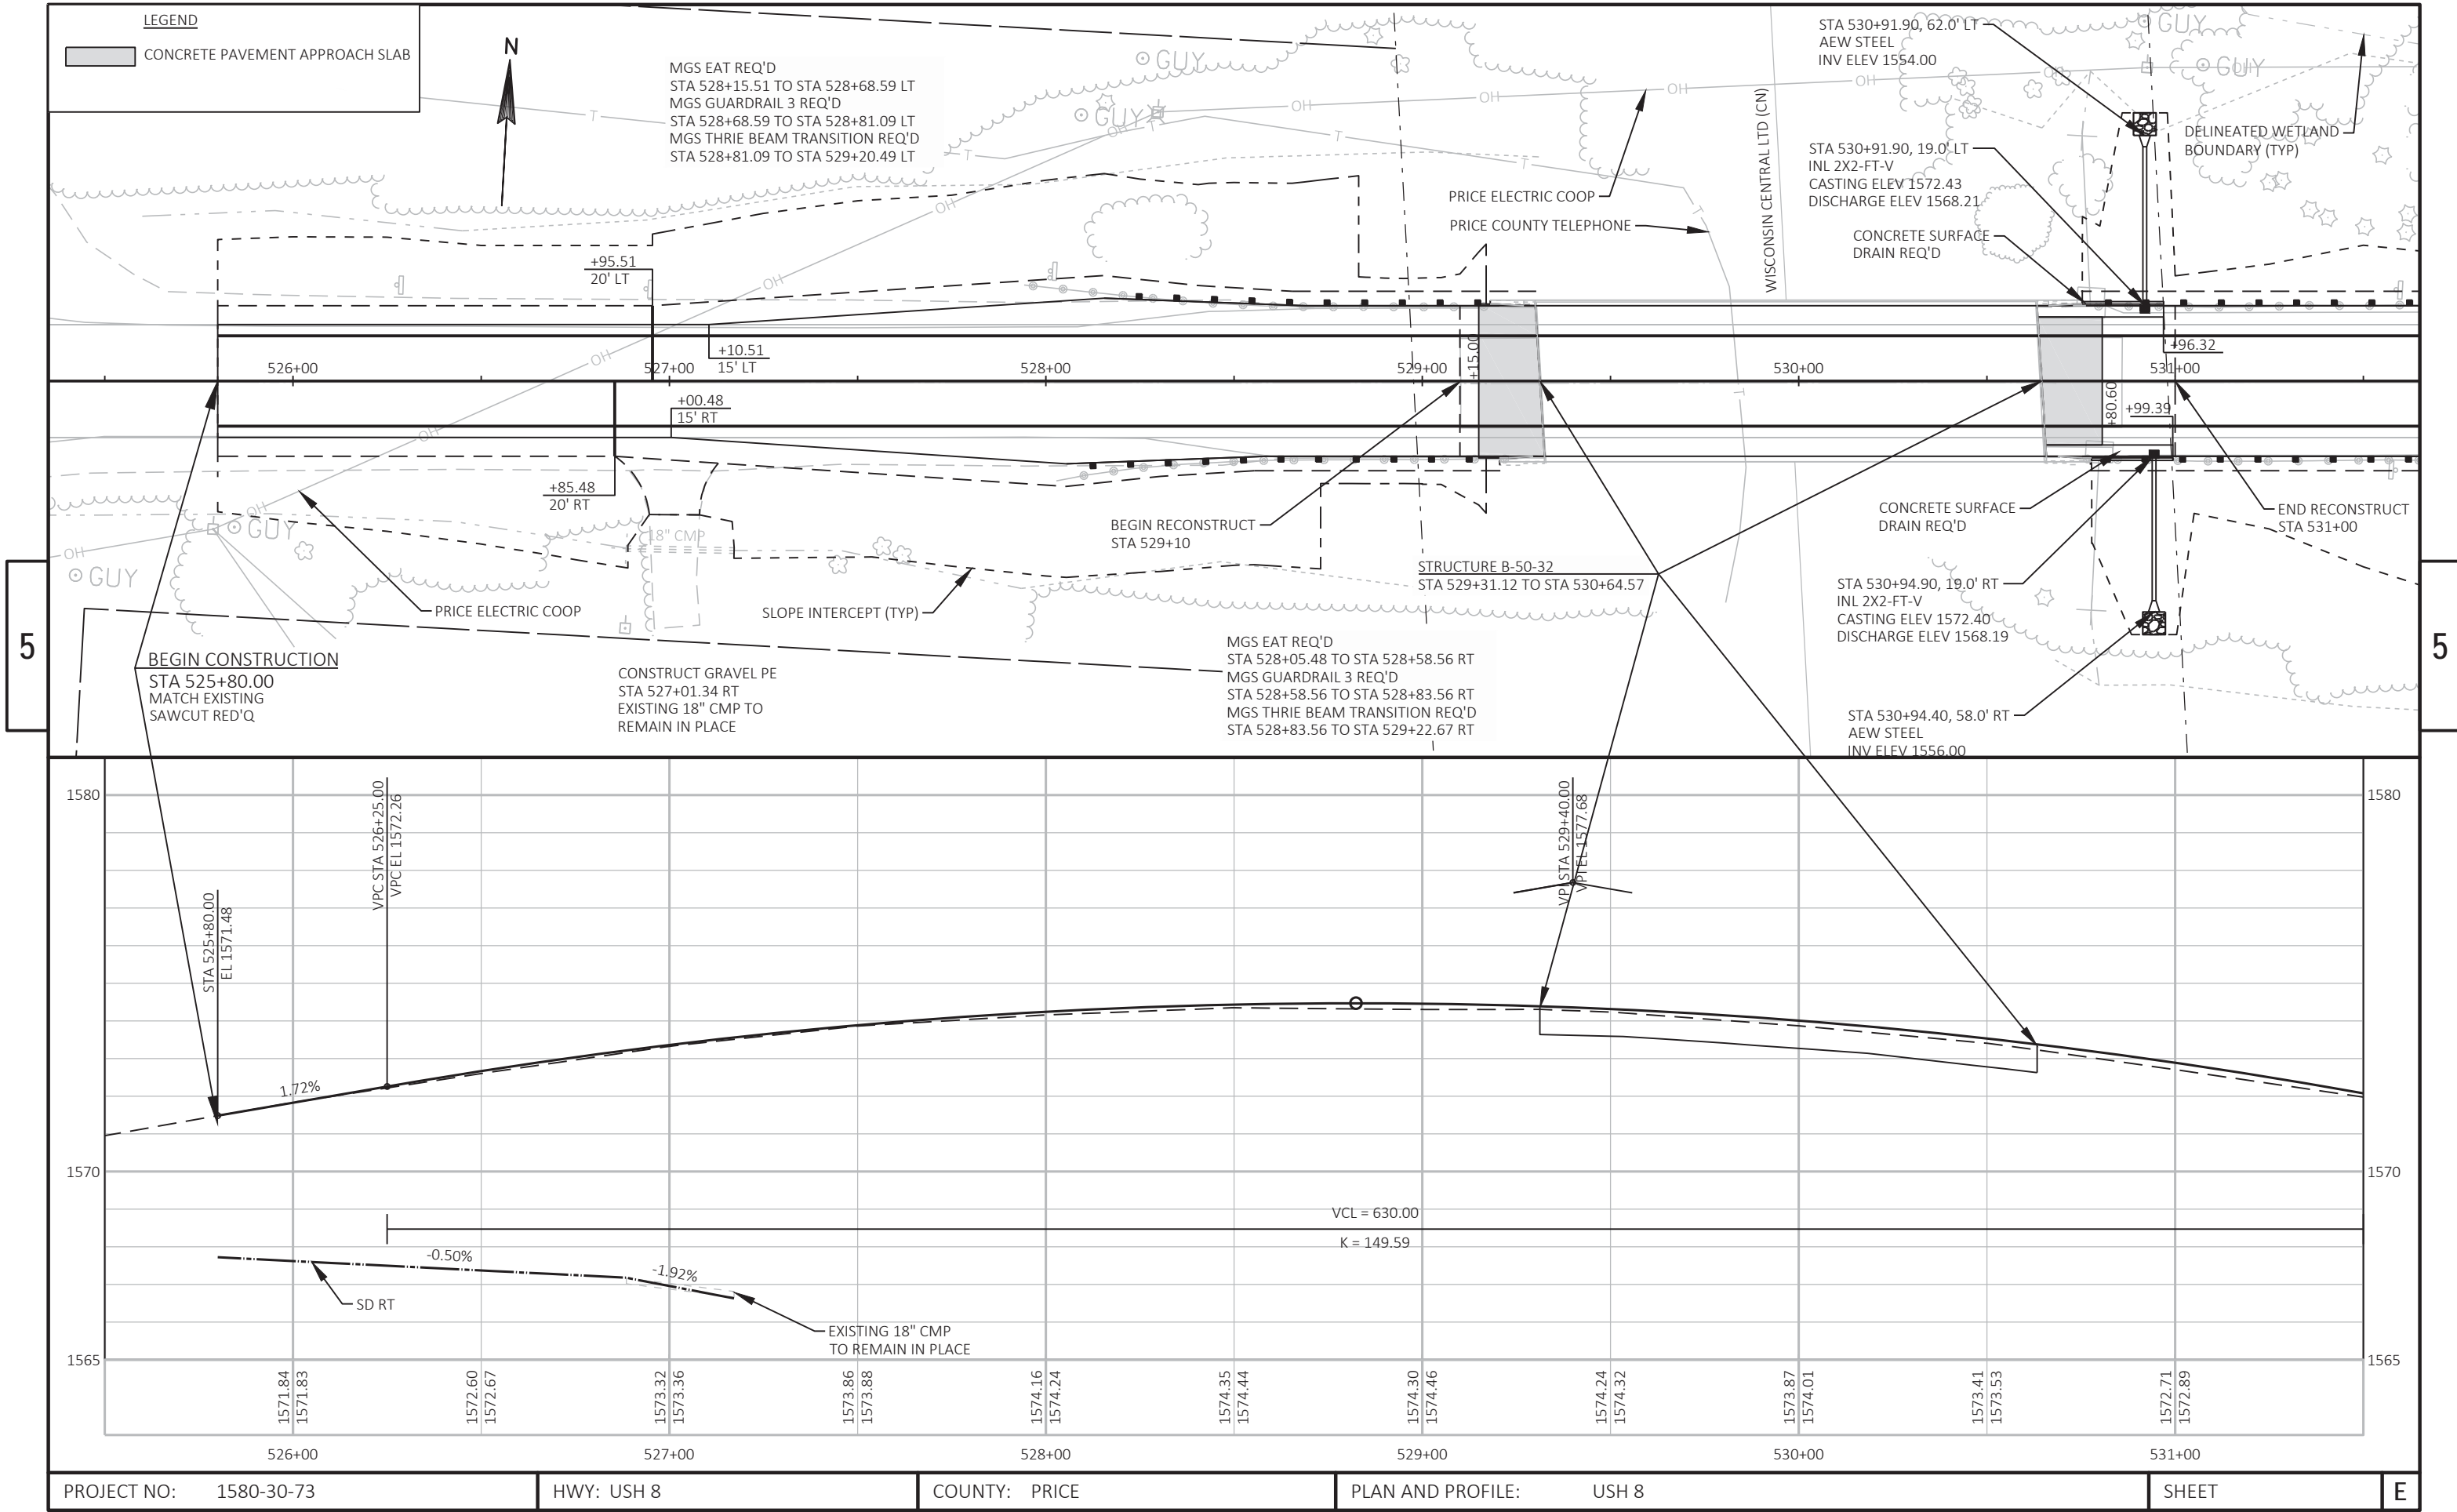 LEGEND
CONCRETE PAVEMENT APPROACH SLAB
N
MGS EAT REQ'D
STA 528+15.51 TO STA 528+68.59 LT
MGS GUARDRAIL 3 REQ'D
STA 528+68.59 TO STA 528+81.09 LT
MGS THRIE BEAM TRANSITION REQ'D
STA 528+81.09 TO STA 529+20.49 LT
GUY
GUY
GUY
GUY
STA 530+91.90, 62.0' LT
AEW STEEL
INV ELEV 1554.00
OH
OH
OH
OH
OH
OH
OH
T
T
T
T
T
DELINEATED WETLAND
BOUNDARY (TYP)
STA 530+91.90, 19.0' LT
INL 2X2-FT-V
CASTING ELEV 1572.43
DISCHARGE ELEV 1568.21
WISCONSIN CENTRAL LTD (CN)
PRICE ELECTRIC COOP
PRICE COUNTY TELEPHONE
CONCRETE SURFACE
DRAIN REQ'D
OH
OH
OH
+95.51
20' LT
+10.51
15' LT
+15.00
+96.32
526+00
527+00
528+00
529+00
530+00
531+00
+00.48
15' RT
+80.60
+99.39
OH
T
+85.48
20' RT
OH
GUY
OH
GUY
18" CMP
BEGIN RECONSTRUCT
STA 529+10
CONCRETE SURFACE
DRAIN REQ'D
END RECONSTRUCT
STA 531+00
STRUCTURE B-50-32
STA 529+31.12 TO STA 530+64.57
PRICE ELECTRIC COOP
SLOPE INTERCEPT (TYP)
STA 530+94.90, 19.0' RT
INL 2X2-FT-V
CASTING ELEV 1572.40
DISCHARGE ELEV 1568.19
5
5
BEGIN CONSTRUCTION
STA 525+80.00
MATCH EXISTING
SAWCUT RED'Q
CONSTRUCT GRAVEL PE
STA 527+01.34 RT
EXISTING 18" CMP TO
REMAIN IN PLACE
MGS EAT REQ'D
STA 528+05.48 TO STA 528+58.56 RT
MGS GUARDRAIL 3 REQ'D
STA 528+58.56 TO STA 528+83.56 RT
MGS THRIE BEAM TRANSITION REQ'D
STA 528+83.56 TO STA 529+22.67 RT
STA 530+94.40, 58.0' RT
AEW STEEL
INV ELEV 1556.00
1580
1580
VPC STA 526+25.00
VPC EL 1572.26
VPI STA 529+40.00
VPI EL 1577.68
STA 525+80.00
EL 1571.48
1.72%
1570
1570
VCL = 630.00
K = 149.59
-0.50%
-1.92%
SD RT
EXISTING 18" CMP
TO REMAIN IN PLACE
1565
1565
1571.84
1571.83
1572.60
1572.67
1573.32
1573.36
1573.86
1573.88
1574.16
1574.24
1574.35
1574.44
1574.30
1574.46
1574.24
1574.32
1573.87
1574.01
1573.41
1573.53
1572.71
1572.89
526+00
527+00
528+00
529+00
530+00
531+00
PROJECT NO: 1580-30-73
HWY: USH 8
COUNTY: PRICE
PLAN AND PROFILE: USH 8
SHEET
E